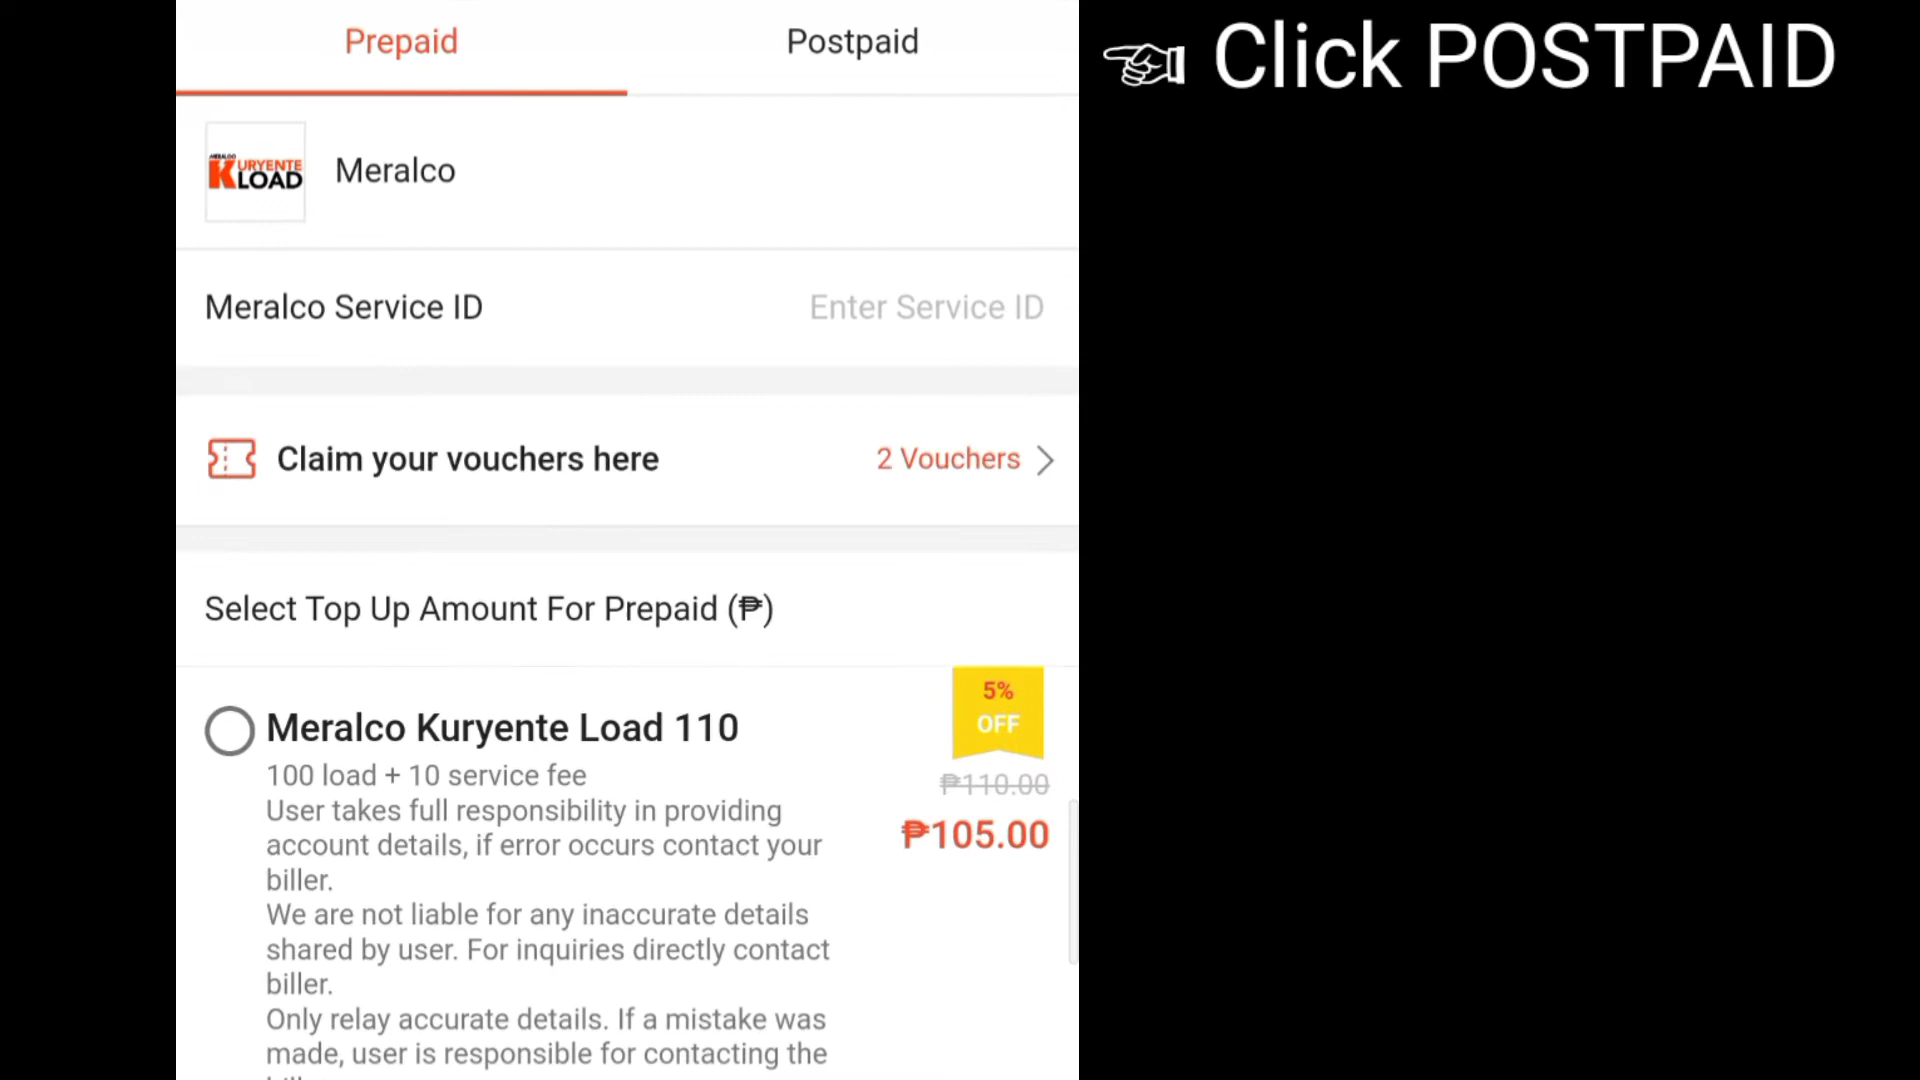 Prepaid
Postpaid
☜ Click POSTPAID
MERALCO
KURYENTE
LOAD
Meralco
Meralco Service ID
Enter Service ID
Claim your vouchers here
2 Vouchers
Select Top Up Amount For Prepaid (₱)
5%
OFF
Meralco Kuryente Load 110
₱110.00
₱105.00
100 load + 10 service fee
User takes full responsibility in providing
account details, if error occurs contact your
biller.
We are not liable for any inaccurate details
shared by user. For inquiries directly contact
biller.
Only relay accurate details. If a mistake was
made, user is responsible for contacting the